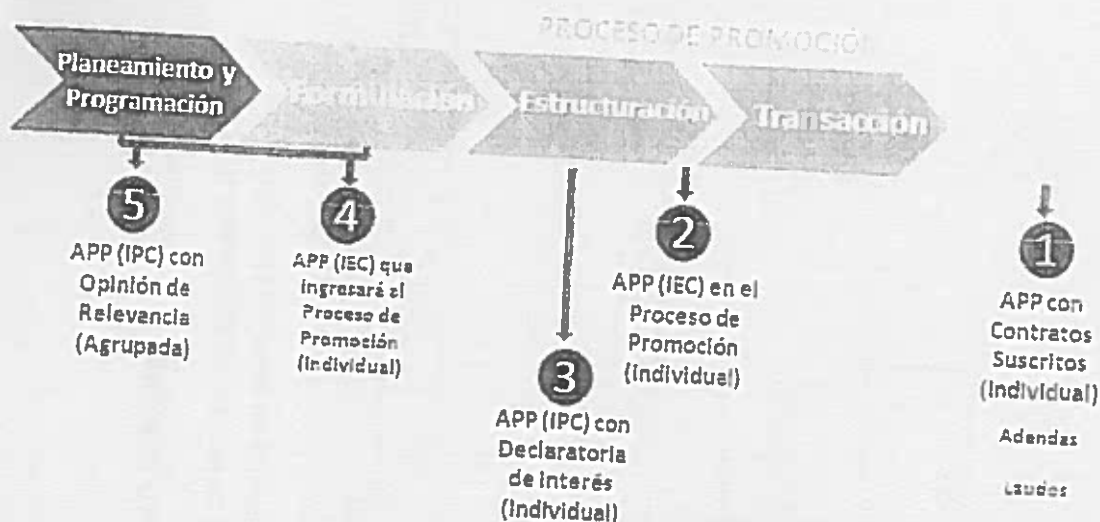 PROCESO DE PROMOCIÓN
Planeamiento y
Programación
Formulación
Estructuración
Transacción
5
APP (IPC) con
Opinión de
Relevancia
(Agrupada)
4
APP (IEC) que
ingresará al
Proceso de
Promoción
(individual)
3
APP (IPC) con
Declaratoria
de interés
(individual)
2
APP (IEC) en el
Proceso de
Promoción
(individual)
1
APP con
Contratos
Suscritos
(individual)
Adendas
Laudos